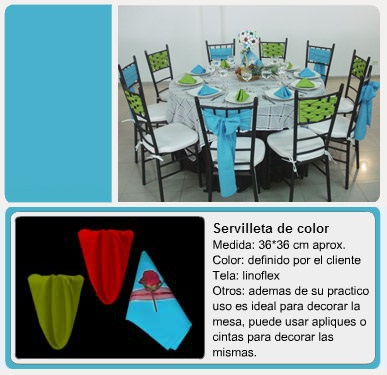 Servilleta de color
Medida: 36*36 cm aprox.
Color: definido por el cliente
Tela: linoflex
Otros: ademas de su practico
uso es ideal para decorar la
mesa, puede usar apliques o
cintas para decorar las
mismas.